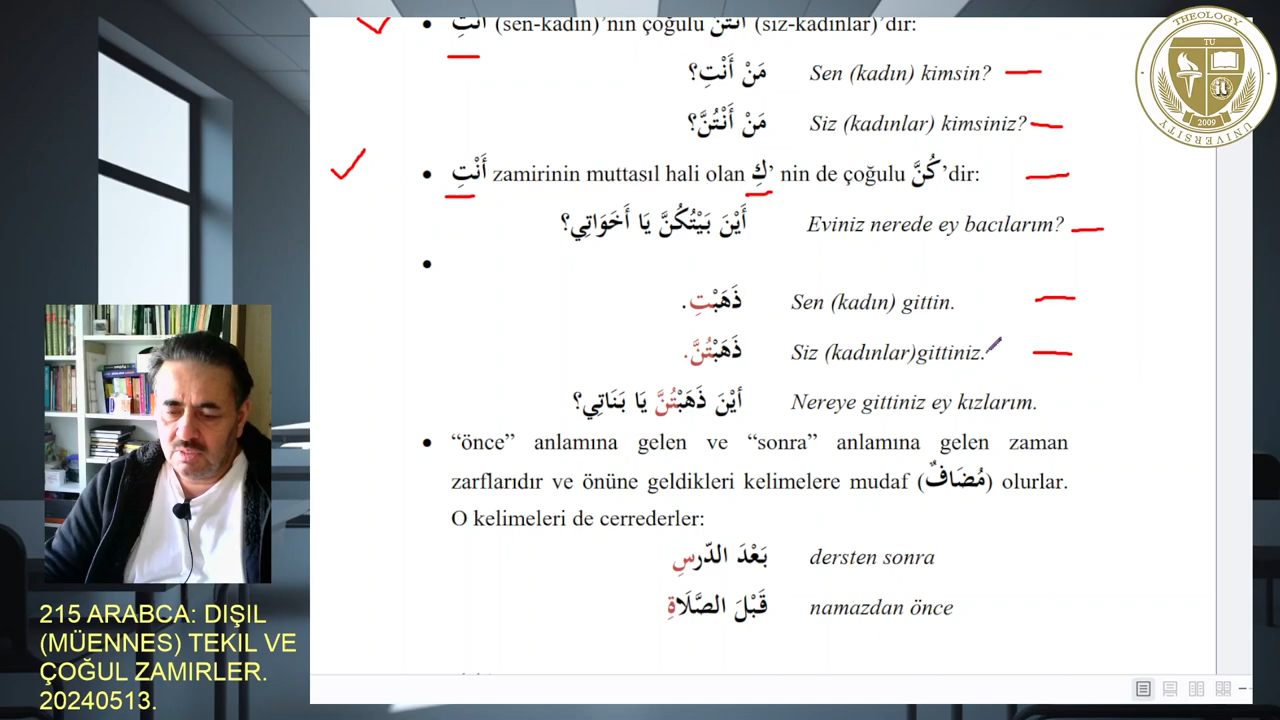 • أَنْتِ (sen-kadın)’nın çoğulu أَنْتُنَّ (siz-kadınlar)’dır:
مَنْ أَنْتِ؟ Sen (kadın) kimsin?
مَنْ أَنْتُنَّ؟ Siz (kadınlar) kimsiniz?
• أَنْتِ zamirinin muttasıl hali olan كِ’ nin de çoğulu كُنَّ’dir:
أَيْنَ بَيْتُكُنَّ يَا أَخَوَاتِي؟ Eviniz nerede ey bacılarım?
•
ذَهَبْتِ. Sen (kadın) gittin.
ذَهَبْتُنَّ. Siz (kadınlar)gittiniz.
أيْنَ ذَهَبْتُنَّ يَا بَنَاتِي؟ Nereye gittiniz ey kızlarım.
• “önce” anlamına gelen ve “sonra” anlamına gelen zaman
zarflarıdır ve önüne geldikleri kelimelere mudaf (مُضَافٌ) olurlar.
O kelimeleri de cerrederler:
بَعْدَ الدّرسِ dersten sonra
قَبْلَ الصَّلَاةِ namazdan önce
215 ARABCA: DIŞIL
(MÜENNES) TEKIL VE
ÇOĞUL ZAMIRLER.
20240513.
THEOLOGY
TU
it
2009
UNIVERSITY